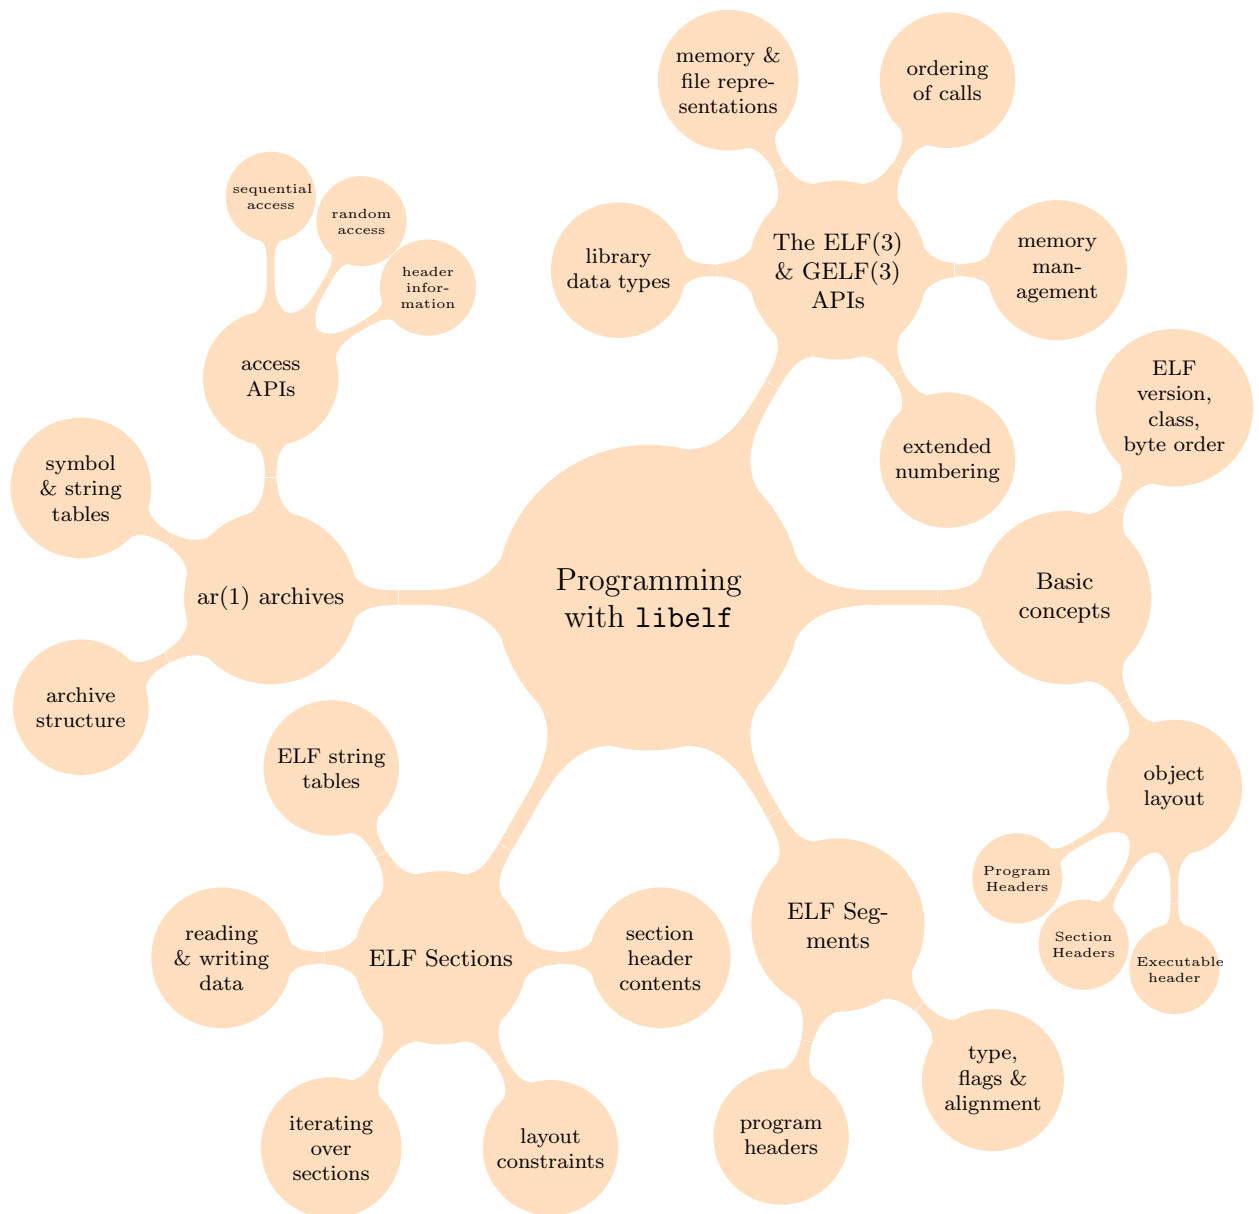 Programming
with libelf
The ELF(3)
& GELF(3)
APIs
memory &
file repre-
sentations
ordering
of calls
library
data types
memory
man-
agement
extended
numbering
Basic
concepts
ELF
version,
class,
byte order
object
layout
Program
Headers
Section
Headers
Executable
header
ELF Seg-
ments
type,
flags &
alignment
program
headers
ELF Sections
ELF string
tables
reading
& writing
data
iterating
over
sections
layout
constraints
section
header
contents
ar(1) archives
access
APIs
sequential
access
random
access
header
infor-
mation
symbol
& string
tables
archive
structure